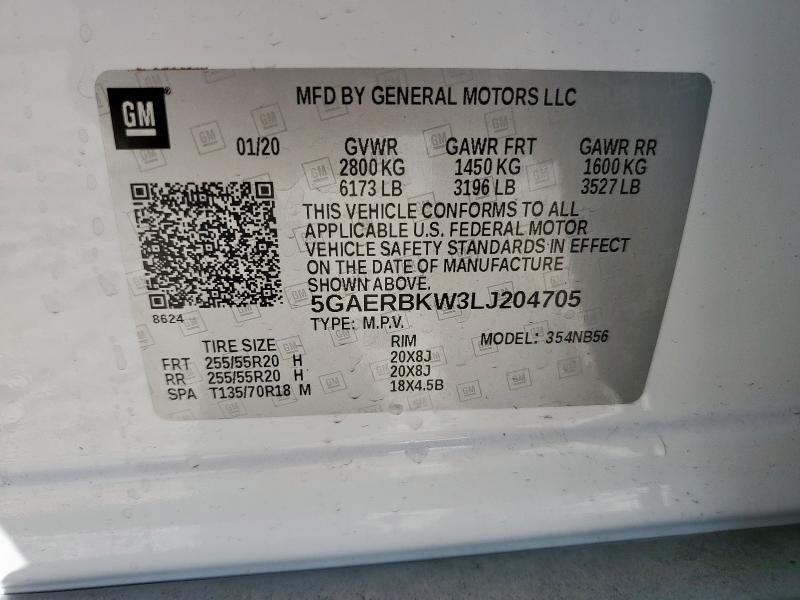 GM
MFD BY GENERAL MOTORS LLC
01/20 GVWR GAWR FRT GAWR RR
2800 KG 1450 KG 1600 KG
6173 LB 3196 LB 3527 LB
THIS VEHICLE CONFORMS TO ALL
APPLICABLE U.S. FEDERAL MOTOR
VEHICLE SAFETY STANDARDS IN EFFECT
ON THE DATE OF MANUFACTURE
SHOWN ABOVE.
8624
5GAERBKW3LJ204705
TYPE: M.P.V. MODEL: 354NB56
TIRE SIZE RIM
FRT 255/55R20 H 20X8J
RR 255/55R20 H 20X8J
SPA T135/70R18 M 18X4.5B